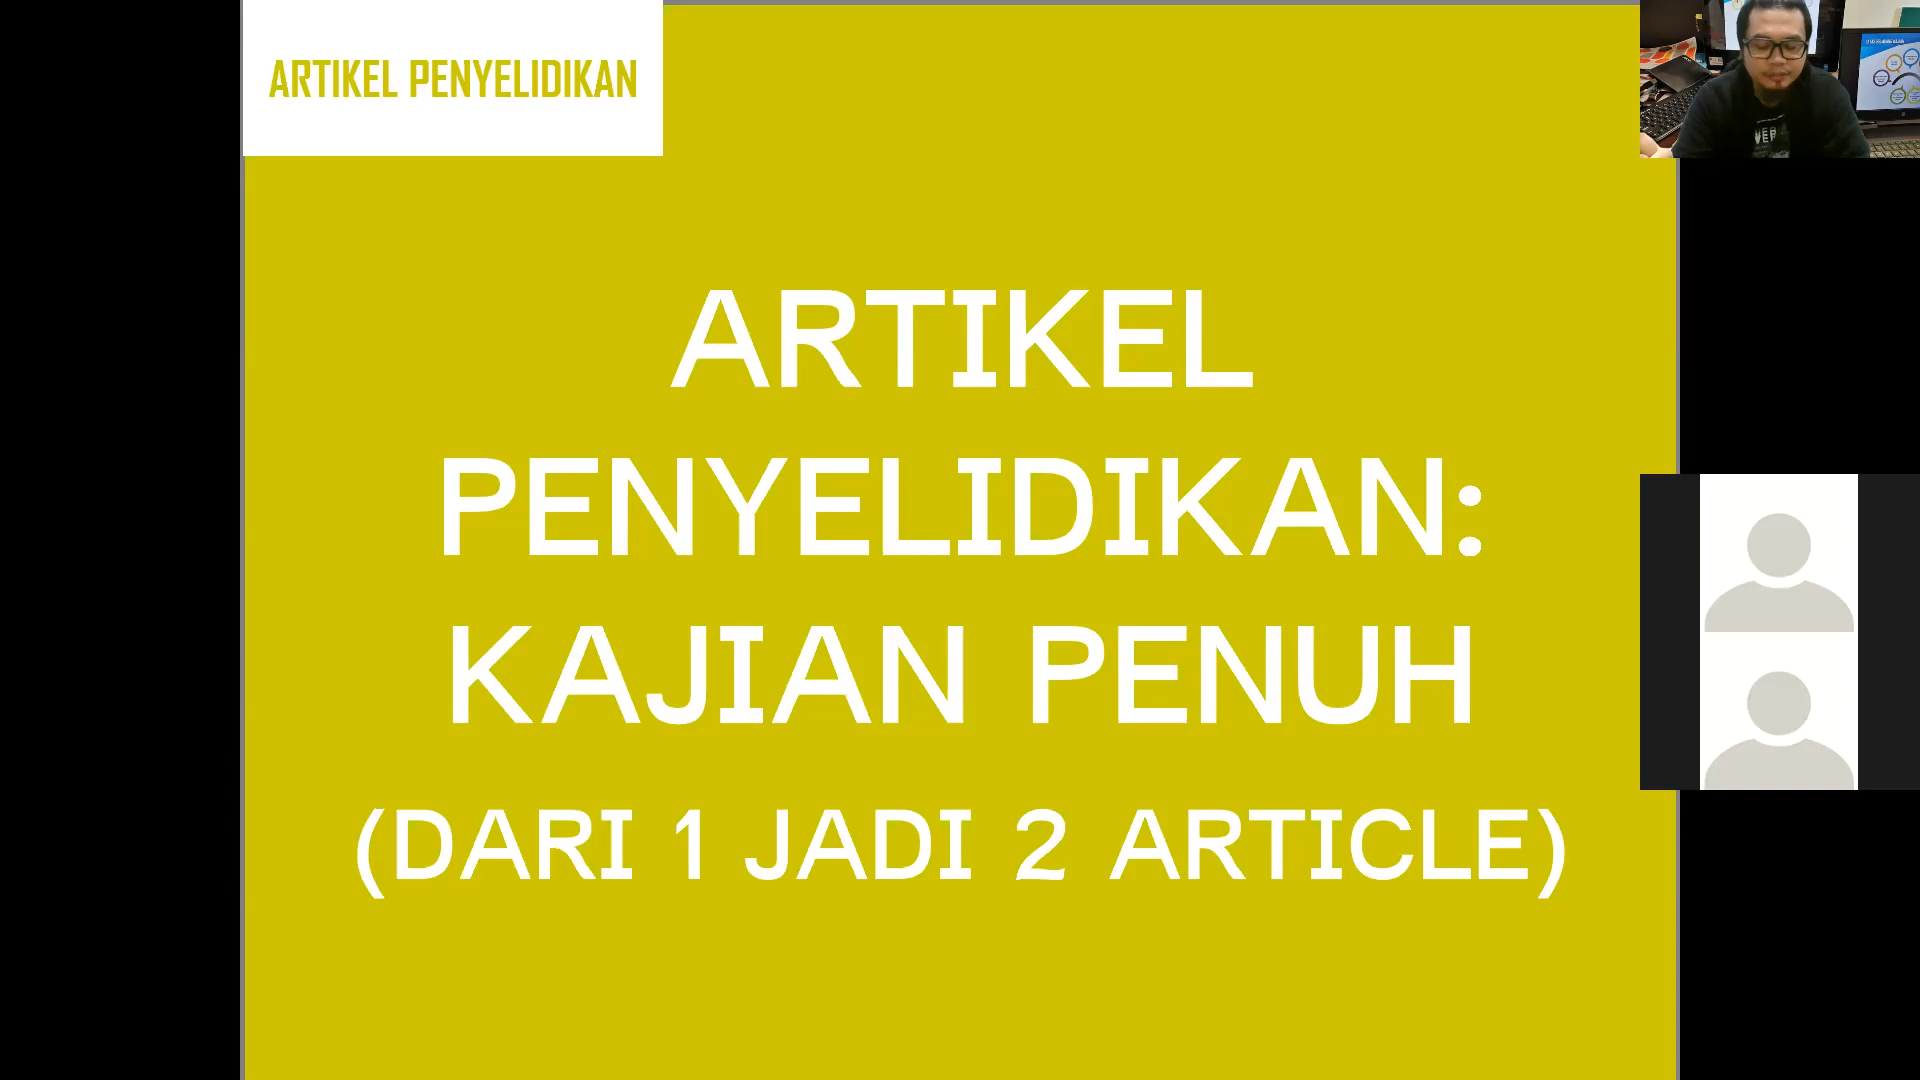 ARTIKEL PENYELIDIKAN
ARTIKEL
PENYELIDIKAN:
KAJIAN PENUH
(DARI 1 JADI 2 ARTICLE)